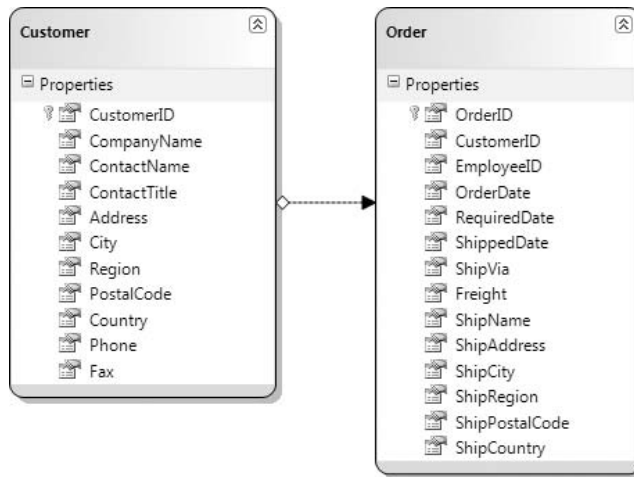 Customer
Properties
CustomerID
CompanyName
ContactName
ContactTitle
Address
City
Region
PostalCode
Country
Phone
Fax
Order
Properties
OrderID
CustomerID
EmployeeID
OrderDate
RequiredDate
ShippedDate
ShipVia
Freight
ShipName
ShipAddress
ShipCity
ShipRegion
ShipPostalCode
ShipCountry